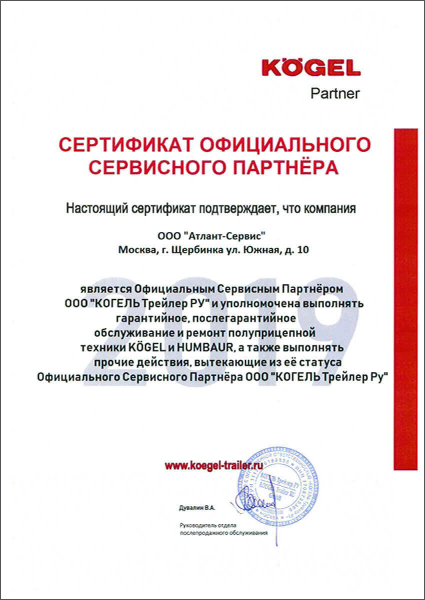 KÖGEL
Partner
СЕРТИФИКАТ ОФИЦИАЛЬНОГО
СЕРВИСНОГО ПАРТНЁРА
Настоящий сертификат подтверждает, что компания
ООО "Атлант-Сервис"
Москва, г. Щербинка ул. Южная, д. 10
2019
является Официальным Сервисным Партнёром
ООО "КОГЕЛЬ Трейлер РУ" и уполномочена выполнять
гарантийное, послегарантийное
обслуживание и ремонт полуприцепной
техники KÖGEL и HUMBAUR, а также выполнять
прочие действия, вытекающие из её статуса
Официального Сервисного Партнёра ООО "КОГЕЛЬ Трейлер Ру"
www.koegel-trailer.ru
Дувалин В.А.
Руководитель отдела
послепродажного обслуживания